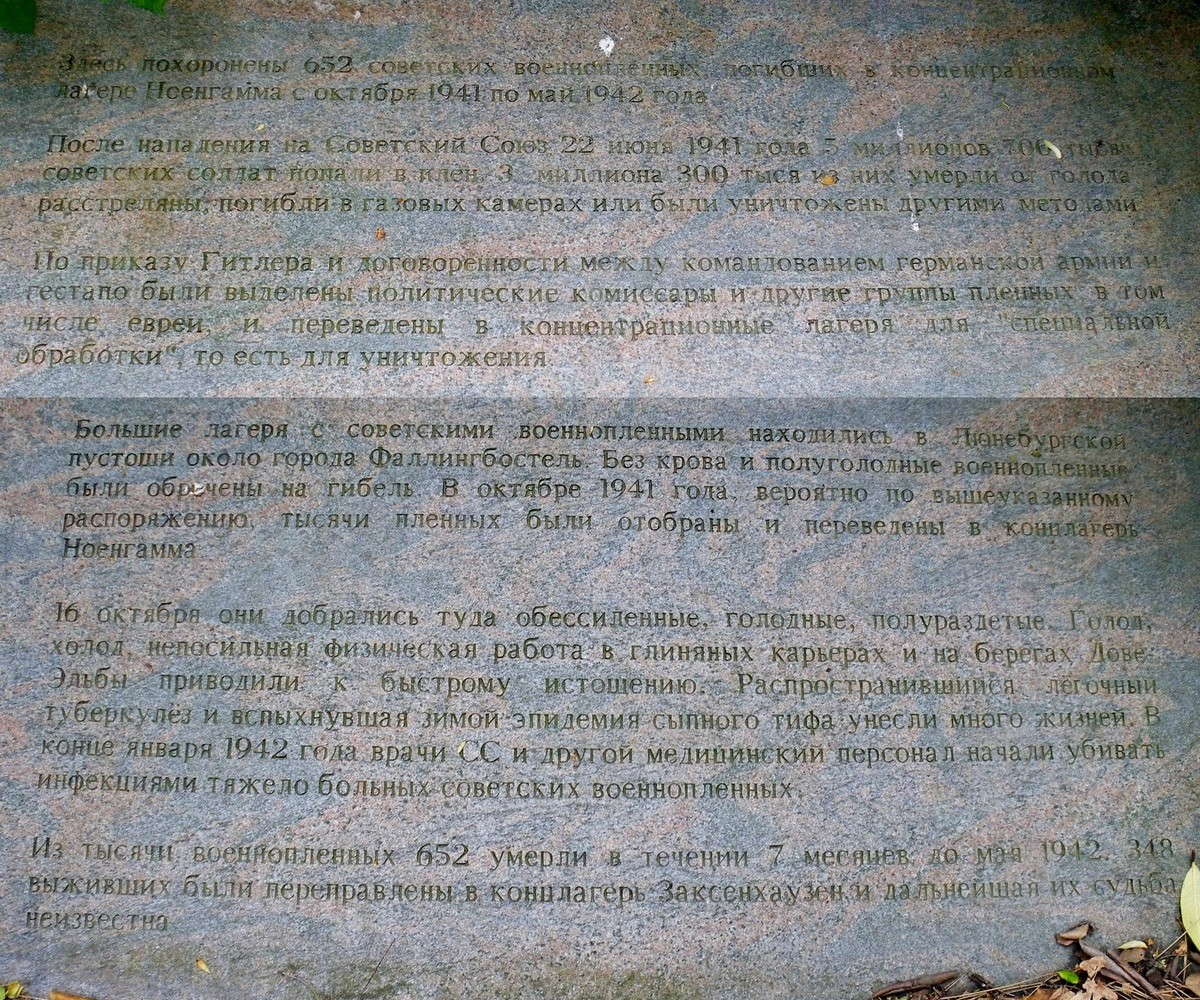 Здесь похоронены 652 советских военнопленных, погибших в концентрационном
лагере Ноенгамма с октября 1941 по май 1942 года
После нападения на Советский Союз 22 июня 1941 года 5 миллионов 700 тысяч
советских солдат попали в плен. 3 миллиона 300 тыся из них умерли от голода
расстреляны, погибли в газовых камерах или были уничтожены другими методами
По приказу Гитлера и договоренности между командованием германской армии и
гестапо были выделены политические комиссары и другие группы пленных в том
числе евреи, и переведены в концентрационные лагеря для "специальной
обработки", то есть для уничтожения
Большие лагеря с советскими военнопленными находились в Люнебургской
пустоши около города Фаллингбостель. Без крова и полуголодные военнопленные
были обречены на гибель. В октябре 1941 года, вероятно по вышеуказанному
распоряжению, тысячи пленных были отобраны и переведены в концлагерь
Ноенгамма.
16 октября они добрались туда обессиленные, голодные, полураздетые. Голод,
холод, непосильная физическая работа в глиняных карьерах и на берегах Дове-
Эльбы приводили к быстрому истощению. Распространившийся лёгочный
туберкулёз и вспыхнувшая зимой эпидемия сыпного тифа унесли много жизней. В
конце января 1942 года врачи СС и другой медицинский персонал начали убивать
инфекциями тяжело больных советских военнопленных.
Из тысячи военнопленных 652 умерли в течении 7 месяцев, до мая 1942. 348
выживших были переправлены в концлагерь Заксенхаузен и дальнейшая их судьба
неизвестна